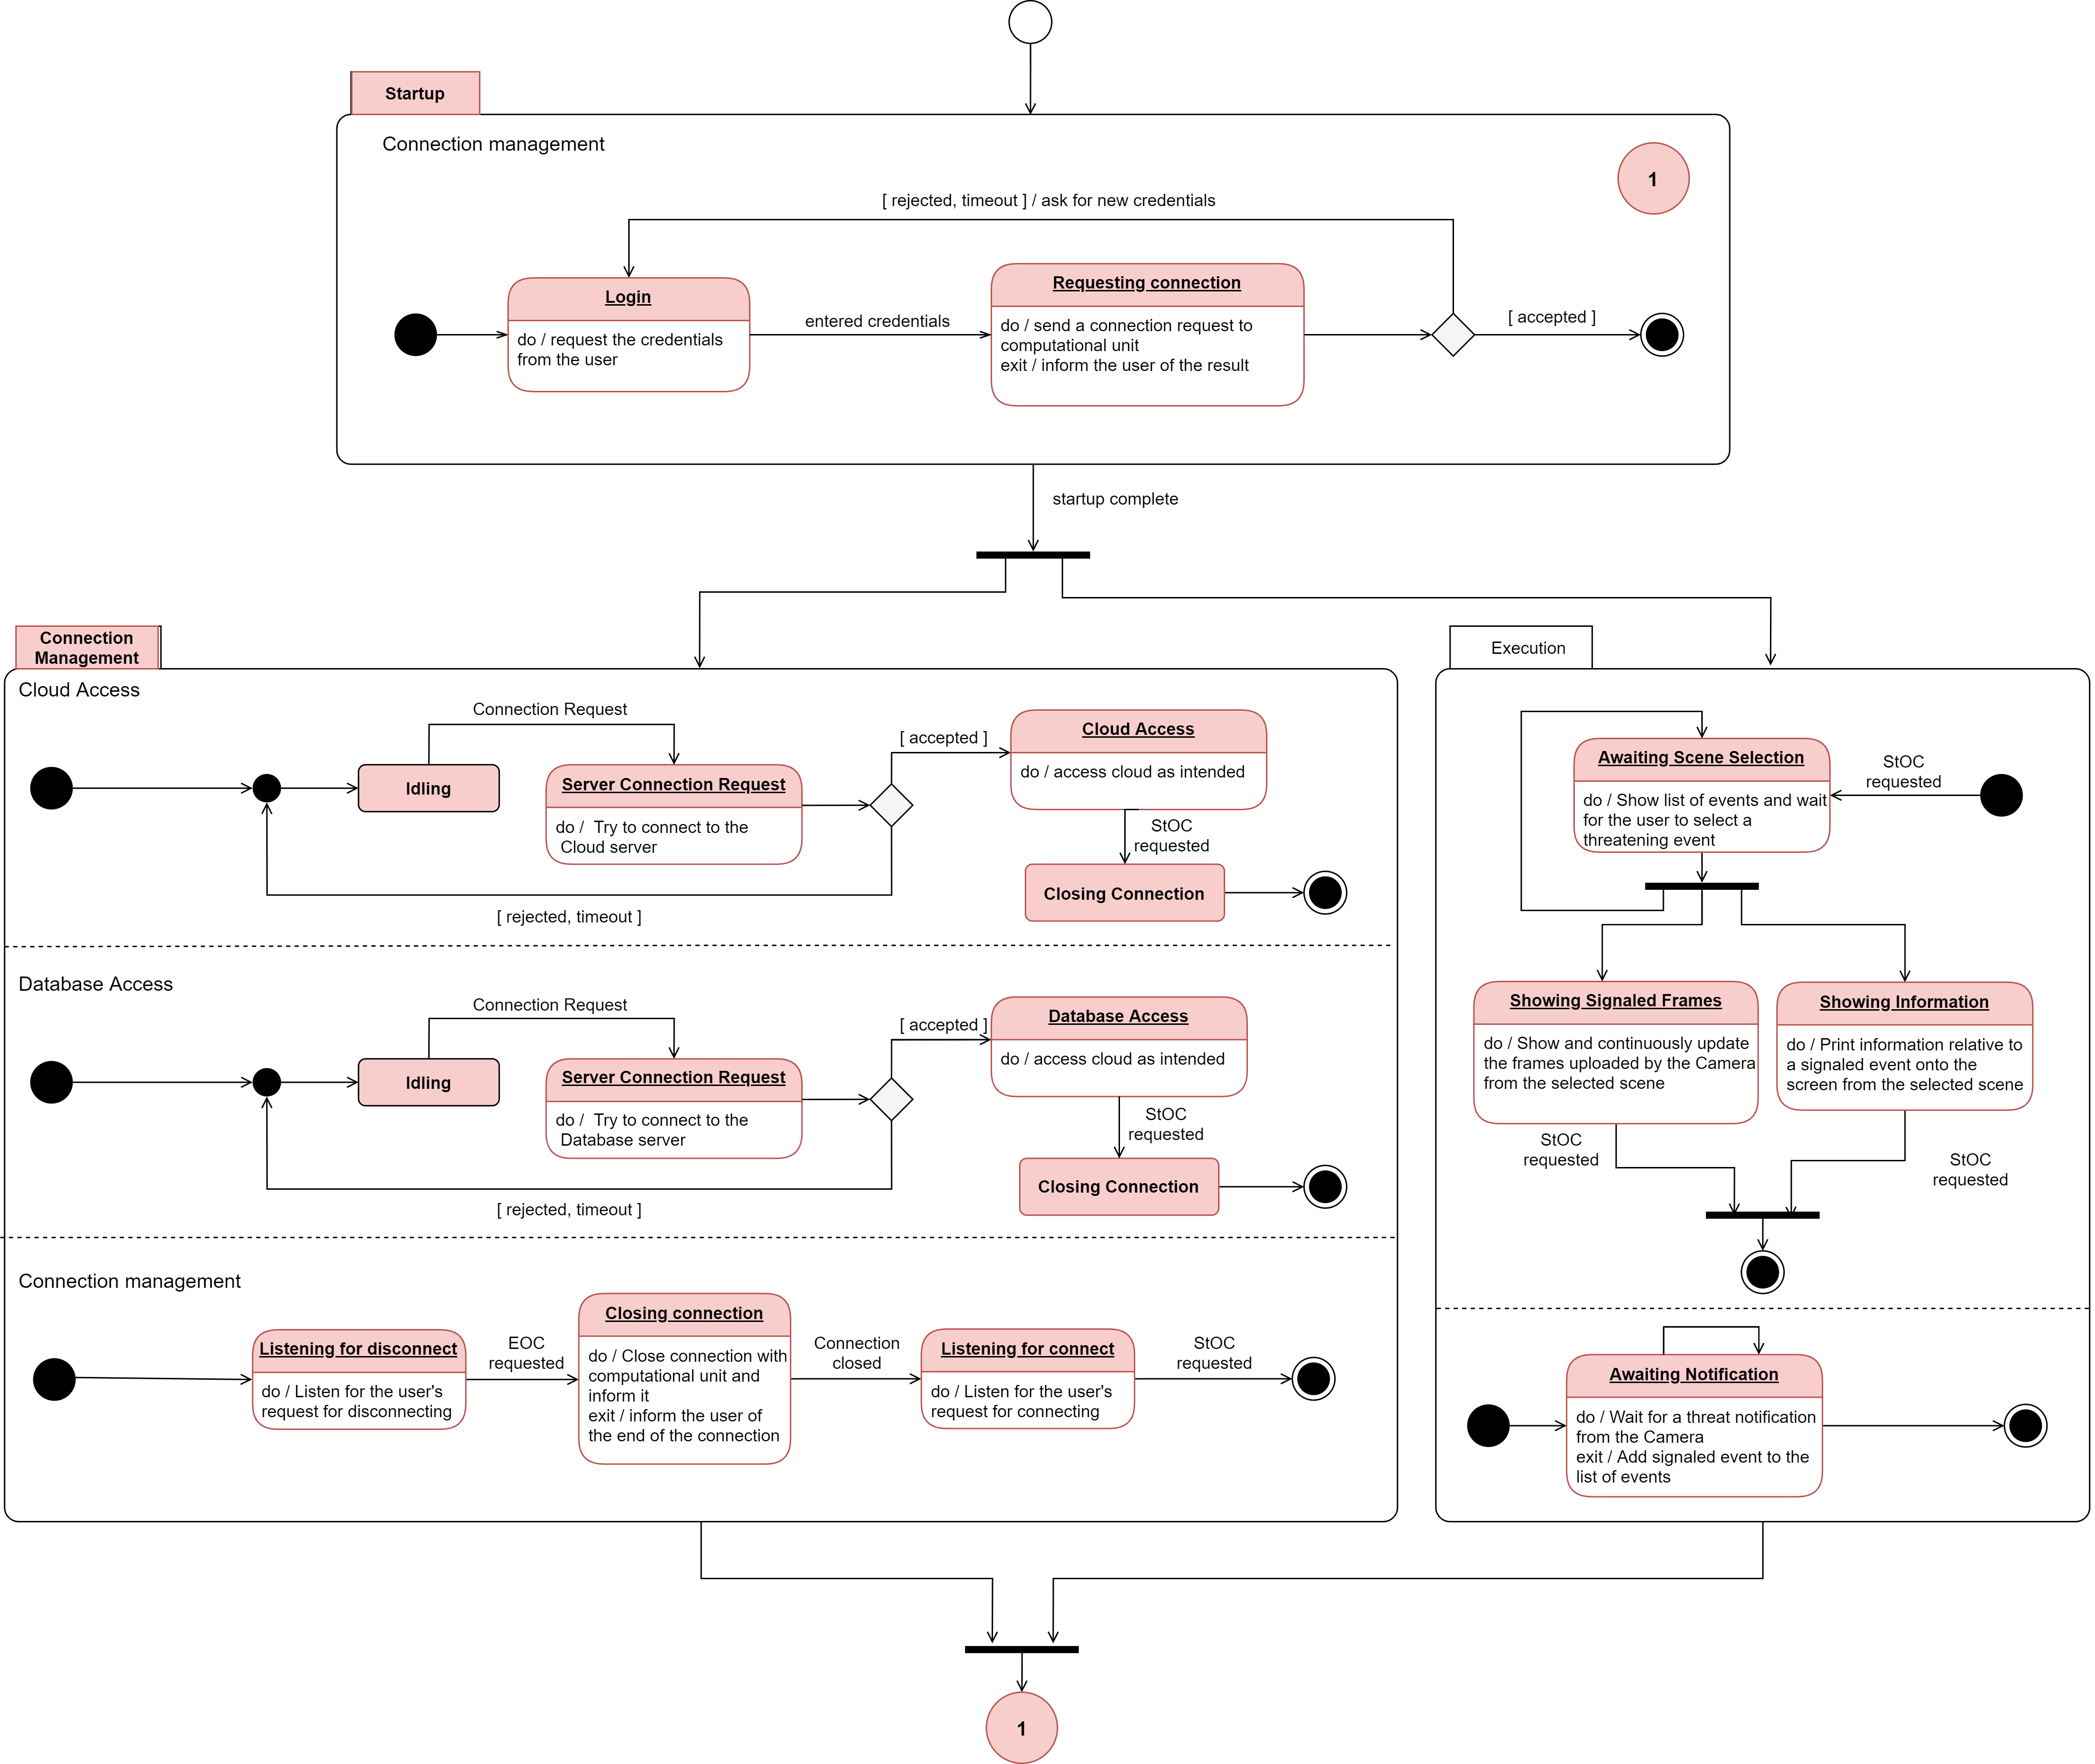 Startup
Connection management
1
[ rejected, timeout ] / ask for new credentials
Login
do / request the credentials
from the user
entered credentials
Requesting connection
do / send a connection request to
computational unit
exit / inform the user of the result
[ accepted ]
startup complete
Connection
Management
Cloud Access
Connection Request
Idling
Server Connection Request
do /  Try to connect to the
Cloud server
[ accepted ]
Cloud Access
do / access cloud as intended
StOC
requested
Closing Connection
[ rejected, timeout ]
Database Access
Connection Request
Idling
Server Connection Request
do /  Try to connect to the
Database server
[ accepted ]
Database Access
do / access cloud as intended
StOC
requested
Closing Connection
[ rejected, timeout ]
Connection management
Listening for disconnect
do / Listen for the user's
request for disconnecting
EOC
requested
Closing connection
do / Close connection with
computational unit and
inform it
exit / inform the user of
the end of the connection
Connection
closed
Listening for connect
do / Listen for the user's
request for connecting
StOC
requested
Execution
Awaiting Scene Selection
do / Show list of events and wait
for the user to select a
threatening event
StOC
requested
Showing Signaled Frames
do / Show and continuously update
the frames uploaded by the Camera
from the selected scene
Showing Information
do / Print information relative to
a signaled event onto the
screen from the selected scene
StOC
requested
StOC
requested
Awaiting Notification
do / Wait for a threat notification
from the Camera
exit / Add signaled event to the
list of events
1